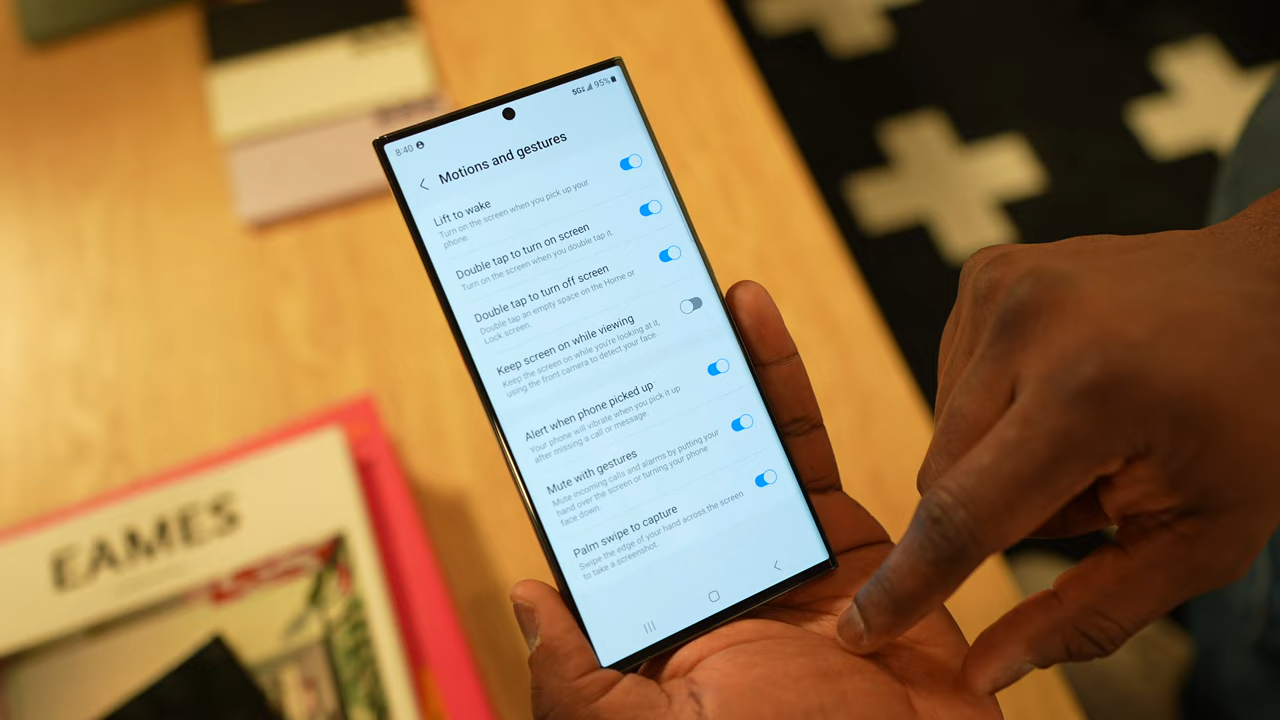 8:40
5G 95%
Motions and gestures
Lift to wake
Turn on the screen when you pick up your
phone.
Double tap to turn on screen
Turn on the screen when you double tap it.
Double tap to turn off screen
Double tap an empty space on the Home or
Lock screen.
Keep screen on while viewing
Keep the screen on while you're looking at it,
using the front camera to detect your face.
Alert when phone picked up
Your phone will vibrate when you pick it up
after missing a call or message.
Mute with gestures
Mute incoming calls and alarms by putting your
hand over the screen or turning your phone
face down.
Palm swipe to capture
Swipe the edge of your hand across the screen
to take a screenshot.
EAMES